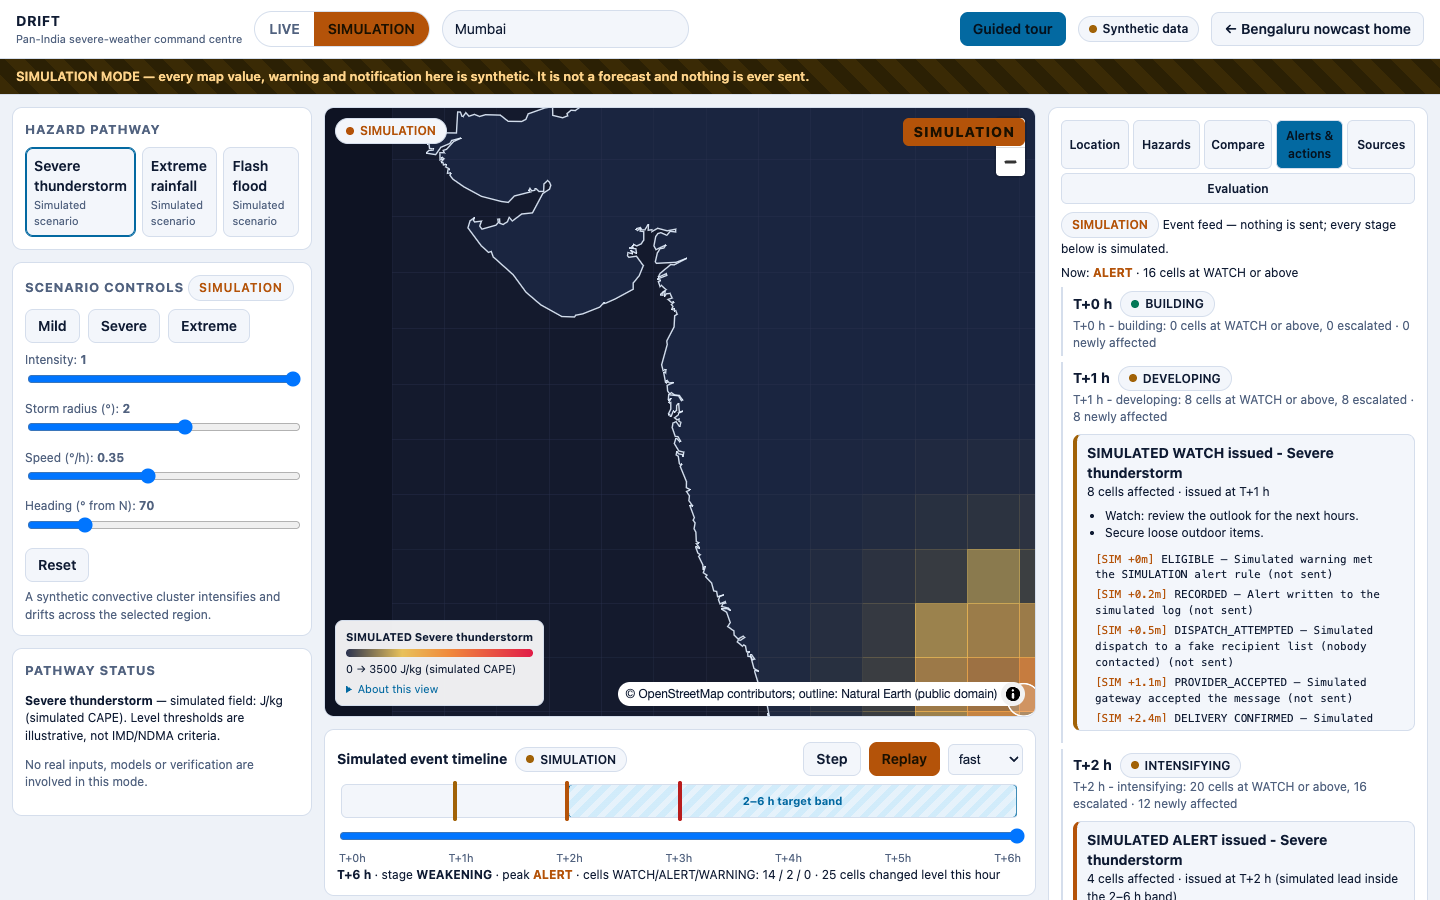 DRIFT
Pan-India severe-weather command centre
LIVE
SIMULATION
Mumbai
Guided tour
Synthetic data
← Bengaluru nowcast home
SIMULATION MODE — every map value, warning and notification here is synthetic. It is not a forecast and nothing is ever sent.
HAZARD PATHWAY
Severe
thunderstorm
Simulated
scenario
Extreme
rainfall
Simulated
scenario
Flash
flood
Simulated
scenario
SCENARIO CONTROLS SIMULATION
Mild
Severe
Extreme
Intensity: 1
Storm radius (°): 2
Speed (°/h): 0.35
Heading (° from N): 70
Reset
A synthetic convective cluster intensifies and
drifts across the selected region.
PATHWAY STATUS
Severe thunderstorm — simulated field: J/kg
(simulated CAPE). Level thresholds are
illustrative, not IMD/NDMA criteria.
No real inputs, models or verification are
involved in this mode.
SIMULATION
SIMULATION
SIMULATED Severe thunderstorm
0 → 3500 J/kg (simulated CAPE)
About this view
© OpenStreetMap contributors; outline: Natural Earth (public domain)
Simulated event timeline
SIMULATION
Step
Replay
fast
2–6 h target band
T+0h
T+1h
T+2h
T+3h
T+4h
T+5h
T+6h
T+6 h · stage WEAKENING · peak ALERT · cells WATCH/ALERT/WARNING: 14 / 2 / 0 · 25 cells changed level this hour
Location
Hazards
Compare
Alerts &
actions
Sources
Evaluation
SIMULATION Event feed — nothing is sent; every stage
below is simulated.
Now: ALERT · 16 cells at WATCH or above
T+0 h BUILDING
T+0 h - building: 0 cells at WATCH or above, 0 escalated · 0
newly affected
T+1 h DEVELOPING
T+1 h - developing: 8 cells at WATCH or above, 8 escalated ·
8 newly affected
SIMULATED WATCH issued - Severe
thunderstorm
8 cells affected · issued at T+1 h
• Watch: review the outlook for the next hours.
• Secure loose outdoor items.
[SIM +0m] ELIGIBLE — Simulated warning met
the SIMULATION alert rule (not sent)
[SIM +0.2m] RECORDED — Alert written to the
simulated log (not sent)
[SIM +0.5m] DISPATCH_ATTEMPTED — Simulated
dispatch to a fake recipient list (nobody
contacted) (not sent)
[SIM +1.1m] PROVIDER_ACCEPTED — Simulated
gateway accepted the message (not sent)
[SIM +2.4m] DELIVERY CONFIRMED — Simulated
T+2 h INTENSIFYING
T+2 h - intensifying: 20 cells at WATCH or above, 16
escalated · 12 newly affected
SIMULATED ALERT issued - Severe
thunderstorm
4 cells affected · issued at T+2 h (simulated lead inside
the 2–6 h band)